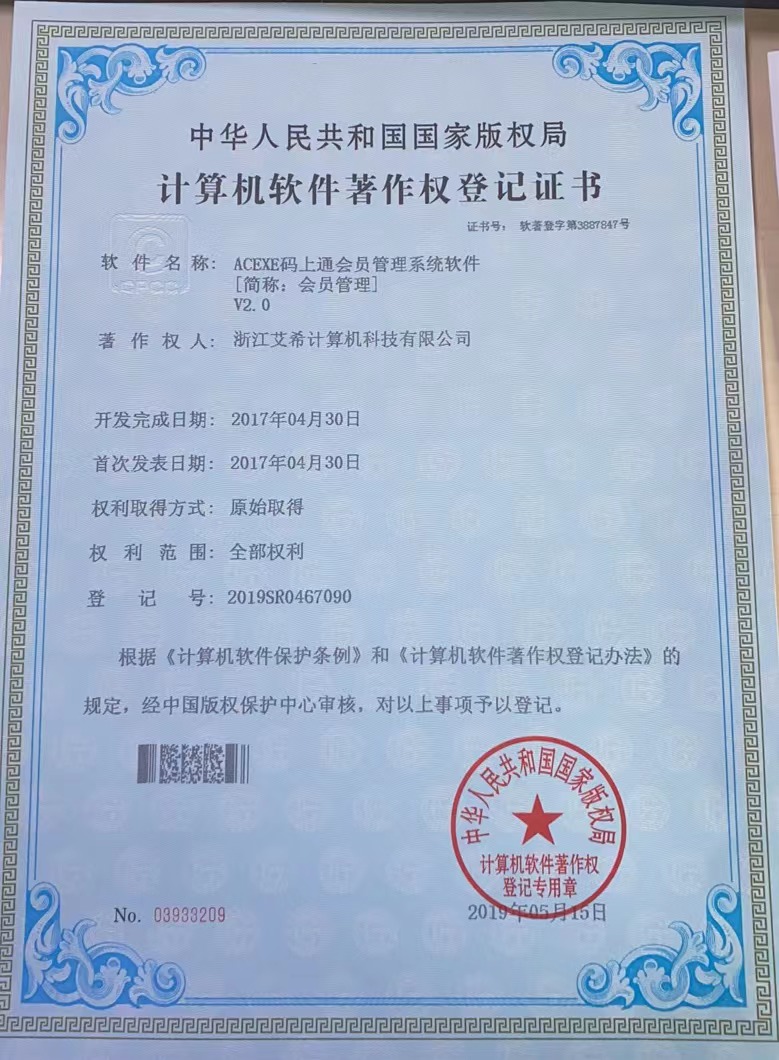 中华人民共和国国家版权局
计算机软件著作权登记证书
证书号： 软著登字第3887847号
CPCC
软件名称： ACEXE码上通会员管理系统软件
[简称：会员管理]
V2.0
著作权人： 浙江艾希计算机科技有限公司
开发完成日期： 2017年04月30日
首次发表日期： 2017年04月30日
权利取得方式： 原始取得
权利范围： 全部权利
登记号： 2019SR0467090
根据《计算机软件保护条例》和《计算机软件著作权登记办法》的
规定，经中国版权保护中心审核，对以上事项予以登记。
中华人民共和国国家版权局
计算机软件著作权
登记专用章
No. 03933209
2019年05月15日